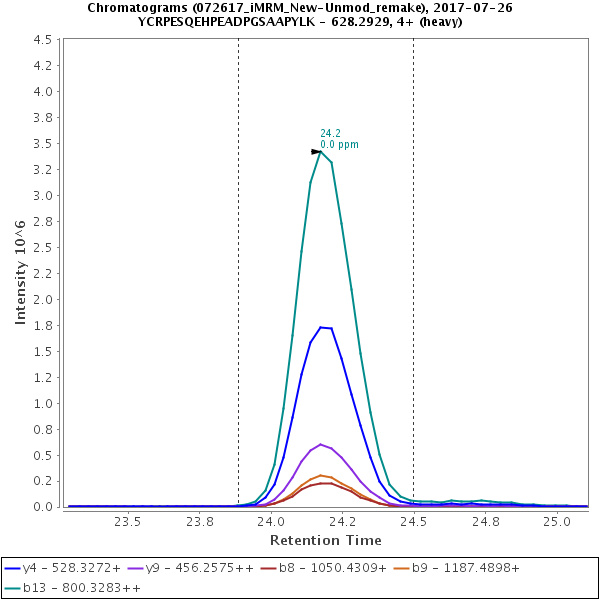 Chromatograms (072617_iMRM_New-Unmod_remake), 2017-07-26
YCRPESQEHPEADPGSAAPYLK - 628.2929, 4+ (heavy)
4.5
4.2
4.0
3.8
3.5
3.2
3.0
2.8
2.5
2.2
2.0
1.8
1.5
1.2
1.0
0.8
0.5
0.2
0.0
Intensity 10^6
24.2
0.0 ppm
23.5 23.8 24.0 24.2 24.5 24.8 25.0
Retention Time
y4 - 528.3272+ y9 - 456.2575++ b8 - 1050.4309+ b9 - 1187.4898+
b13 - 800.3283++